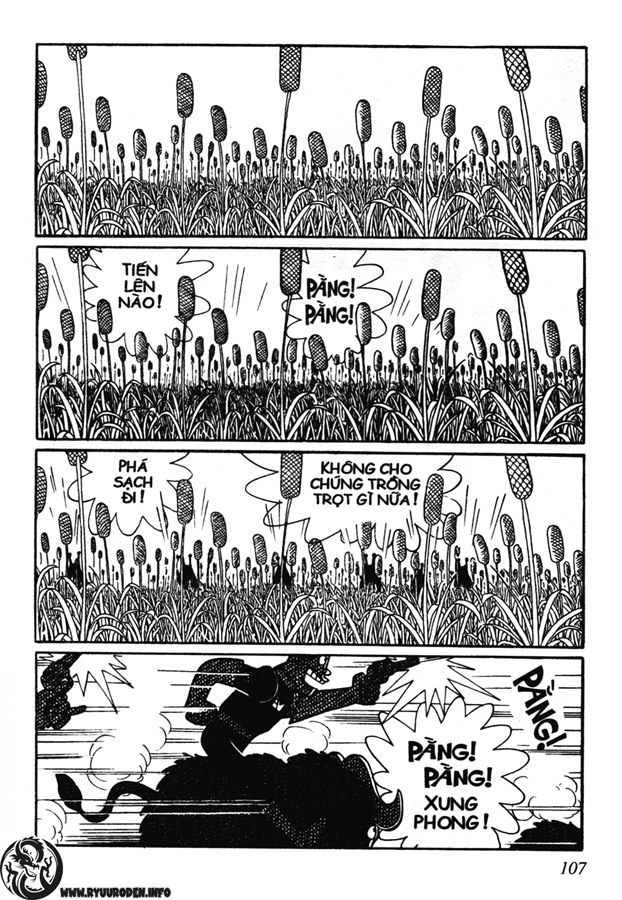 TIẾN
LÊN
NÀO!
PẰNG!
PẰNG!
PHÁ
SẠCH
ĐI!
KHÔNG CHO
CHÚNG TRỒNG
TRỌT GÌ NỮA!
PẰNG!
PẰNG!
PẰNG!
XUNG
PHONG!
107
WWW.RYUURODEN.INFO